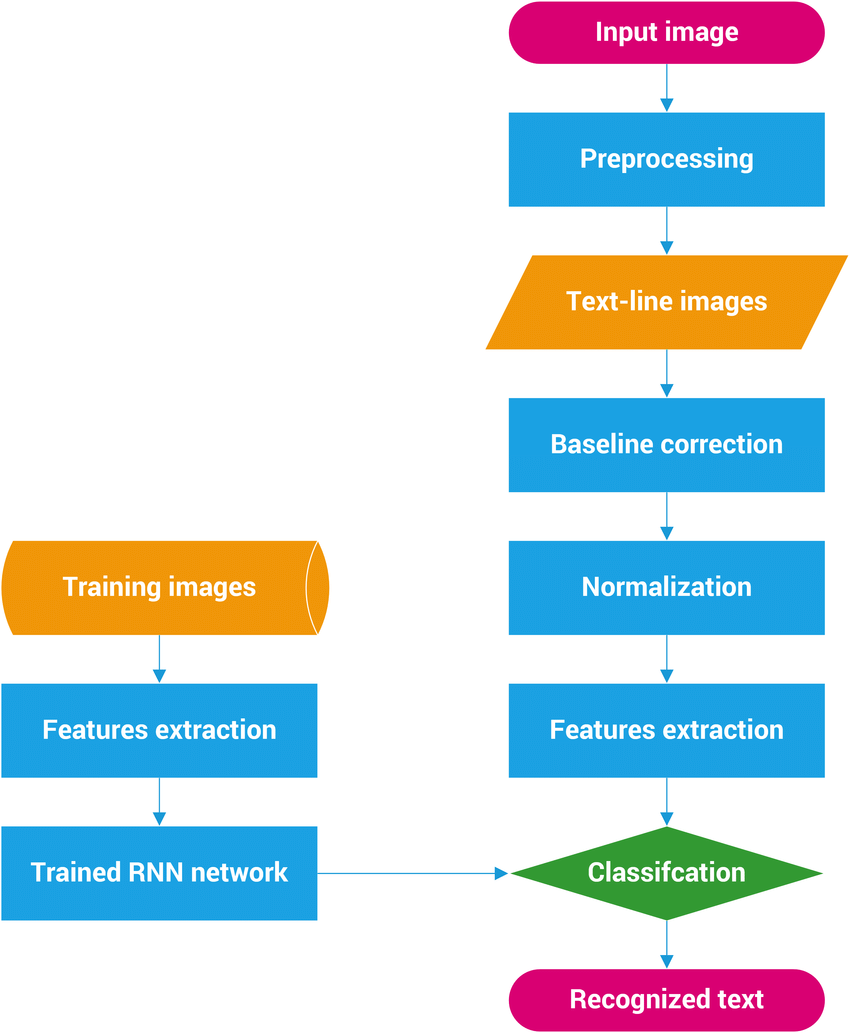 Input image
Preprocessing
Text-line images
Baseline correction
Training images
Normalization
Features extraction
Features extraction
Trained RNN network
Classifcation
Recognized text